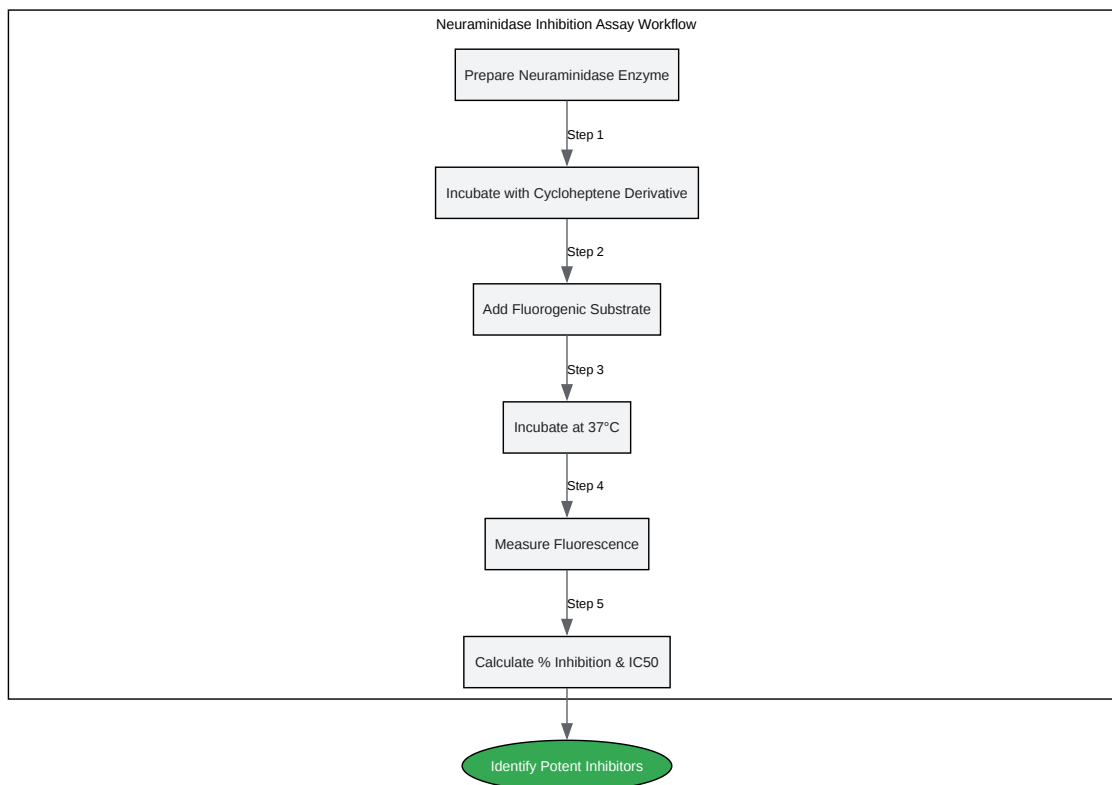 Neuraminidase Inhibition Assay Workflow
Prepare Neuraminidase Enzyme
Step 1
Incubate with Cycloheptene Derivative
Step 2
Add Fluorogenic Substrate
Step 3
Incubate at 37°C
Step 4
Measure Fluorescence
Step 5
Calculate % Inhibition & IC50
Identify Potent Inhibitors